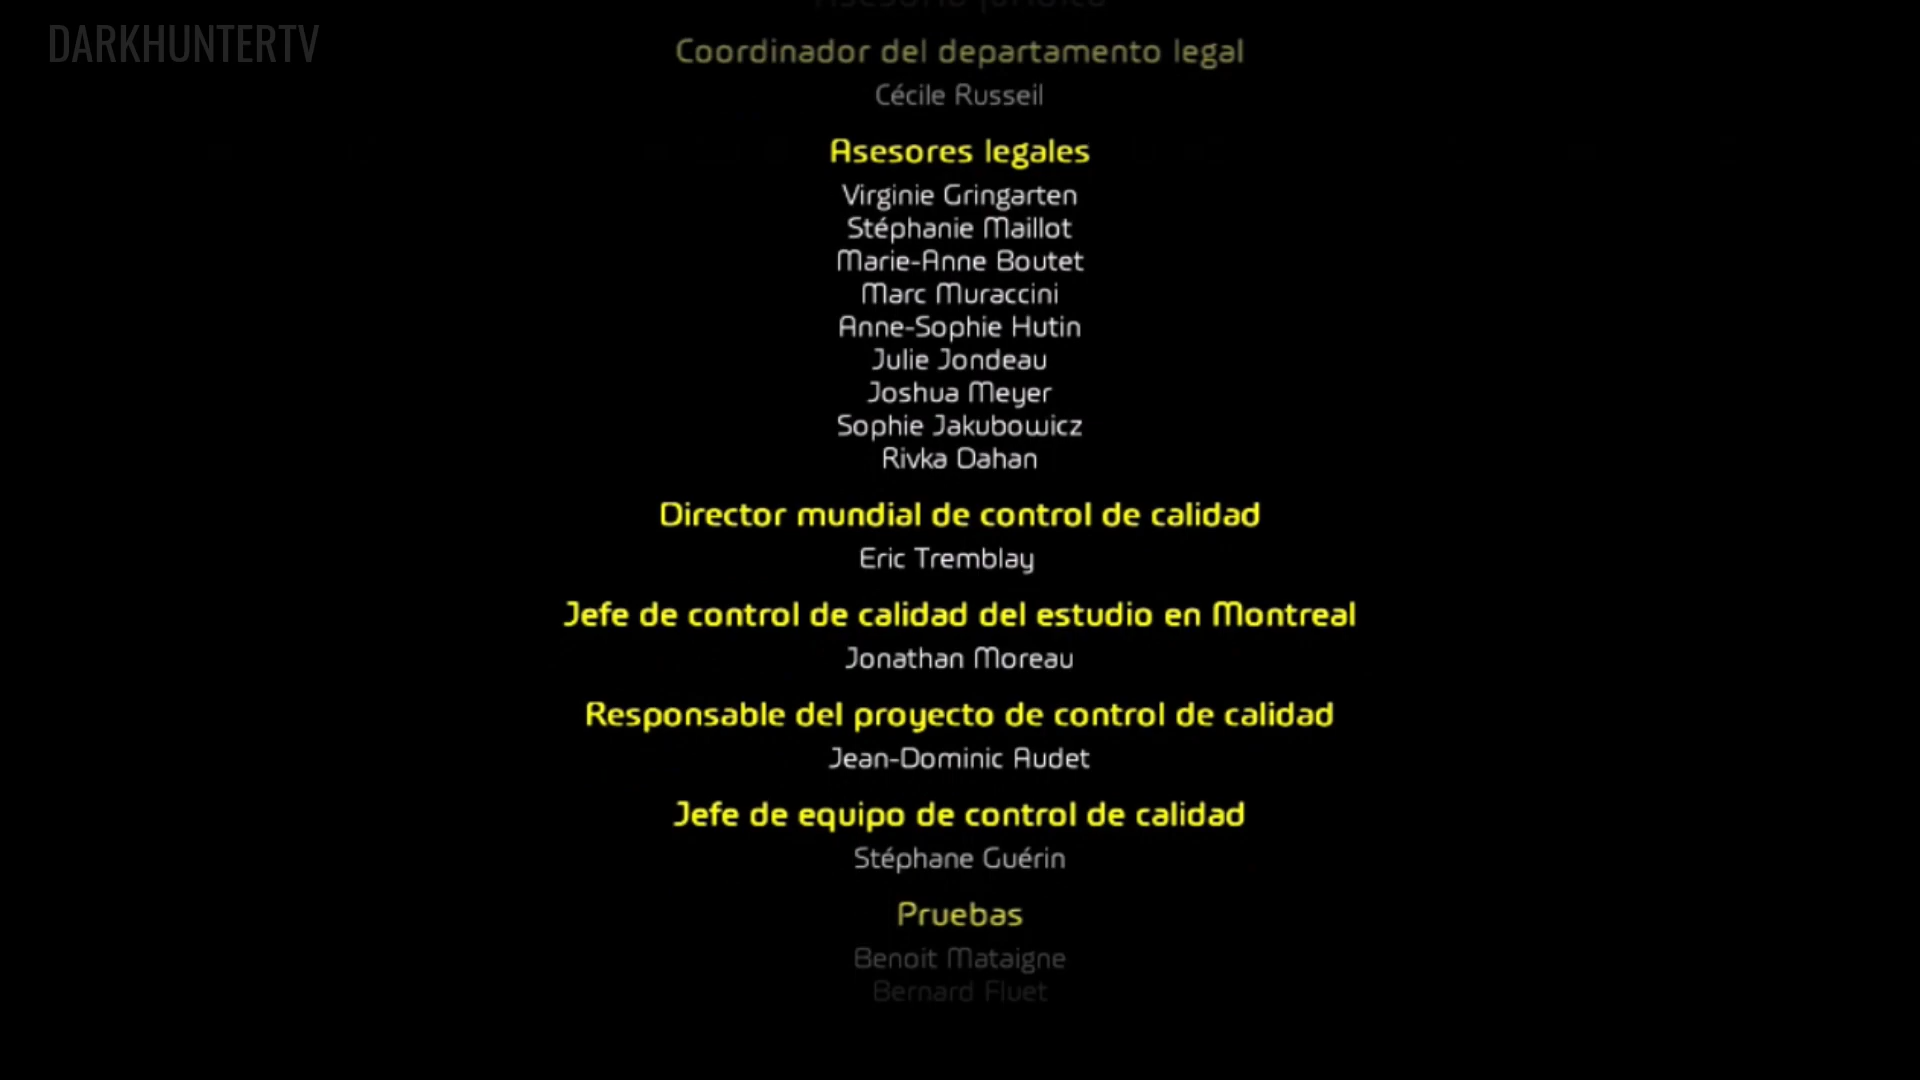 DARKHUNTERTV
Coordinador del departamento legal
Cécile Russeil
Asesores legales
Virginie Gringarten
Stéphanie Maillot
Marie-Anne Boutet
Marc Muraccini
Anne-Sophie Hutin
Julie Jondeau
Joshua Meyer
Sophie Jakubowicz
Rivka Dahan
Director mundial de control de calidad
Eric Tremblay
Jefe de control de calidad del estudio en Montreal
Jonathan Moreau
Responsable del proyecto de control de calidad
Jean-Dominic Audet
Jefe de equipo de control de calidad
Stéphane Guérin
Pruebas
Benoit Mataigne
Bernard Fluet